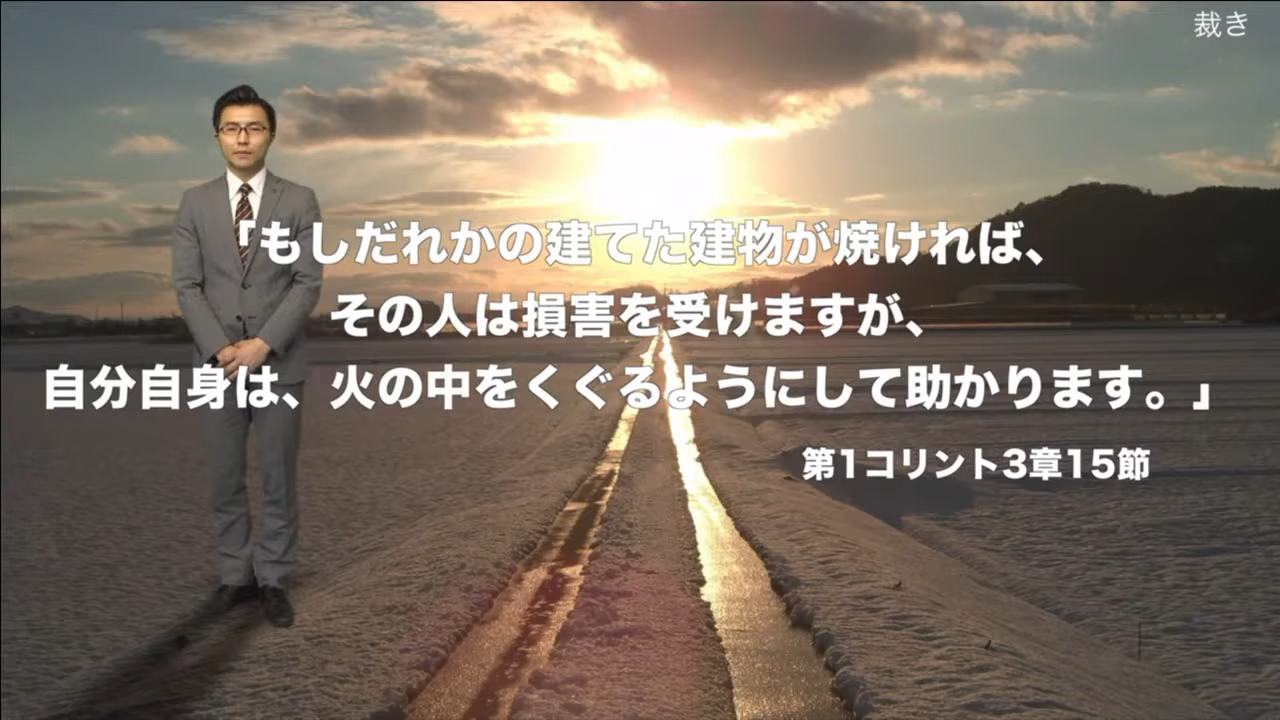 裁き
「もしだれかの建てた建物が焼ければ、
その人は損害を受けますが、
自分自身は、火の中をくぐるようにして助かります。」
第1コリント3章15節